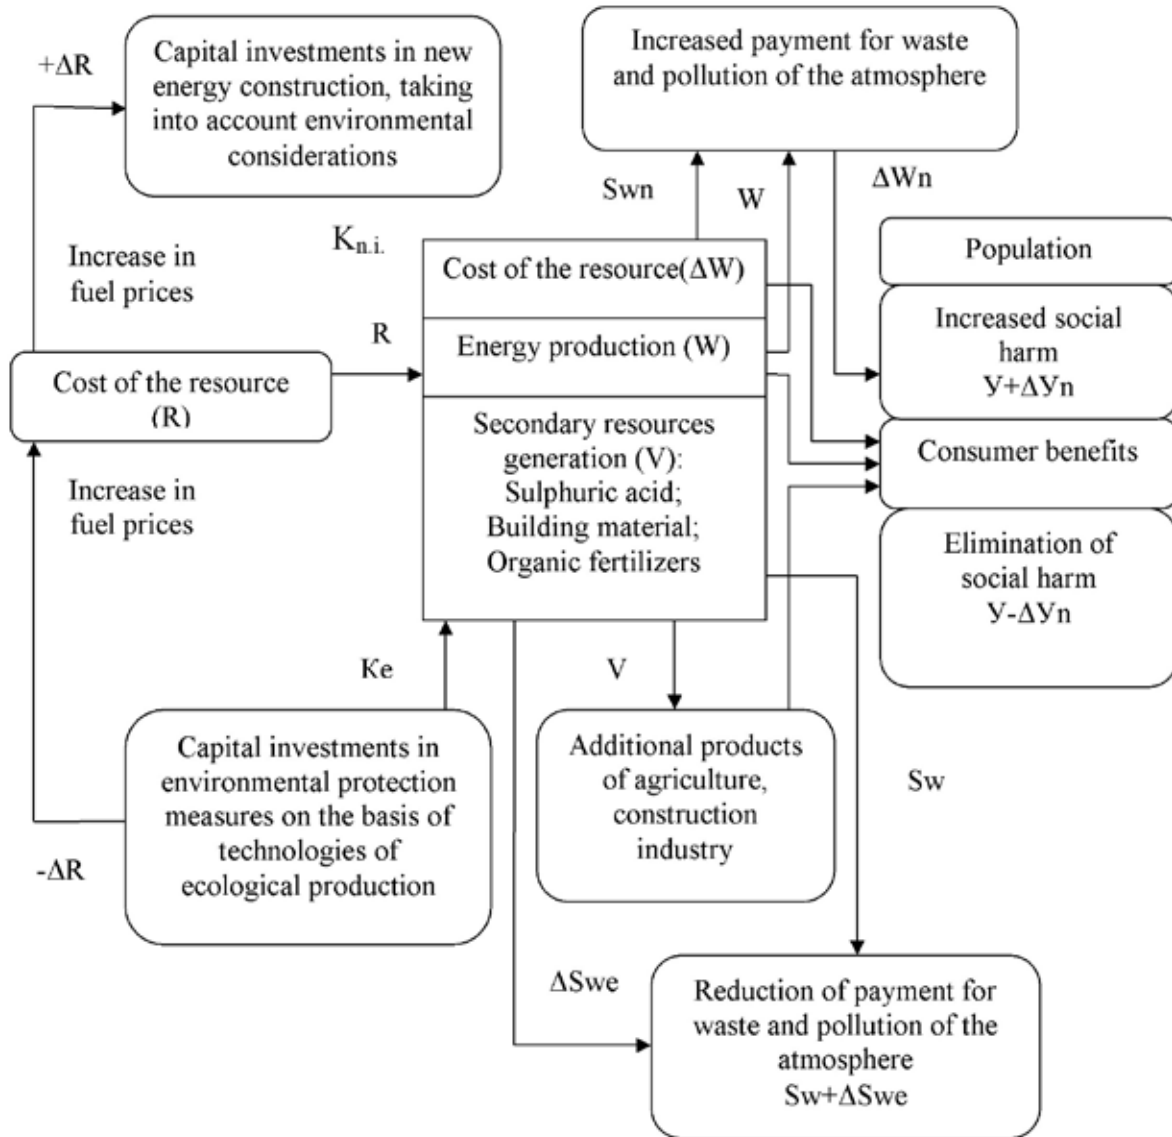 +ΔR
Capital investments in new
energy construction, taking
into account environmental
considerations
Increased payment for waste
and pollution of the atmosphere
Swn
W
ΔWn
Increase in
fuel prices
K n.i.
R
Cost of the resource
(R)
Cost of the resource(ΔW)
Energy production (W)
Secondary resources
generation (V):
Sulphuric acid;
Building material;
Organic fertilizers
Population
Increased social
harm
У+ΔУn
Consumer benefits
Elimination of
social harm
У-ΔУn
Increase in
fuel prices
Ke
V
Sw
-ΔR
Capital investments in
environmental protection
measures on the basis of
technologies of
ecological production
Additional products
of agriculture,
construction
industry
ΔSwe
Reduction of payment for
waste and pollution of the
atmosphere
Sw+ΔSwe